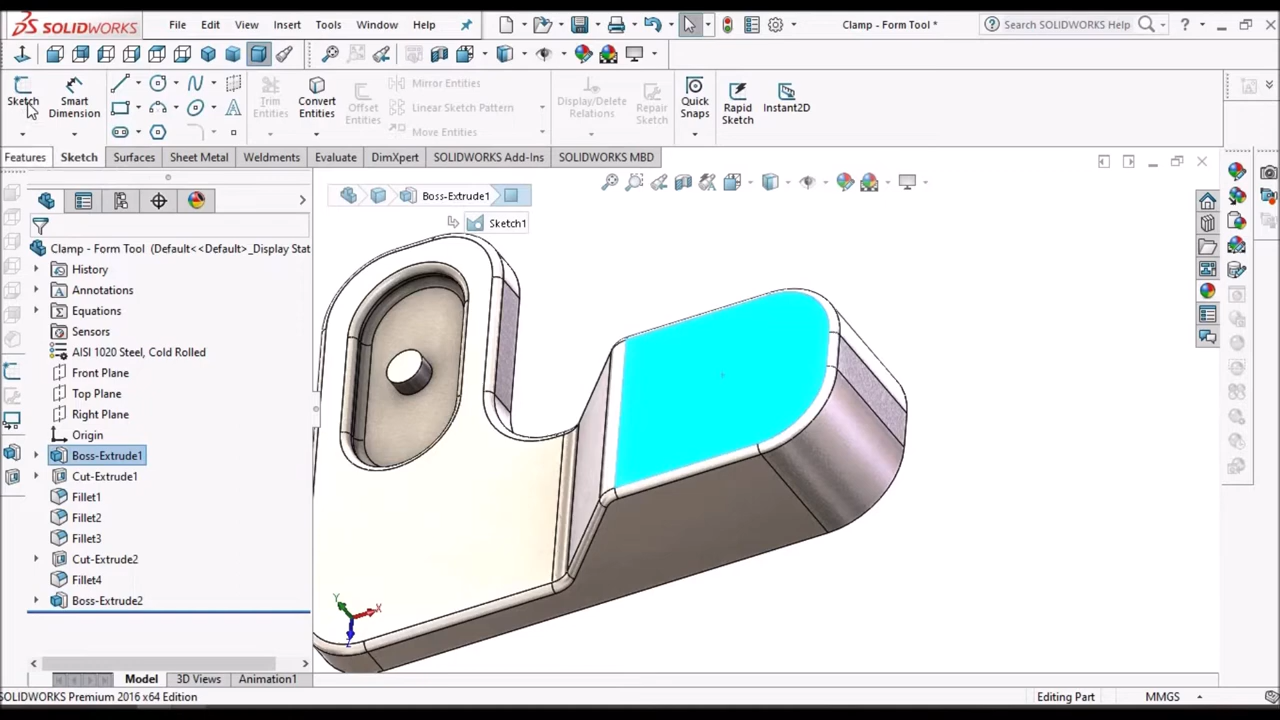 SOLIDWORKS File Edit View Insert Tools Window Help Clamp - Form Tool * Search SOLIDWORKS Help
Sketch
Smart Dimension
Trim Entities
Convert Entities
Offset Entities
Mirror Entities
Linear Sketch Pattern
Move Entities
Display/Delete Relations
Repair Sketch
Quick Snaps
Rapid Sketch
Instant2D
Features Sketch Surfaces Sheet Metal Weldments Evaluate DimXpert SOLIDWORKS Add-Ins SOLIDWORKS MBD
Boss-Extrude1
Sketch1
Clamp - Form Tool (Default<<Default>_Display Stat
History
Annotations
Equations
Sensors
AISI 1020 Steel, Cold Rolled
Front Plane
Top Plane
Right Plane
Origin
Boss-Extrude1
Cut-Extrude1
Fillet1
Fillet2
Fillet3
Cut-Extrude2
Fillet4
Boss-Extrude2
Y
X
Z
Model 3D Views Animation1
SOLIDWORKS Premium 2016 x64 Edition Editing Part MMGS